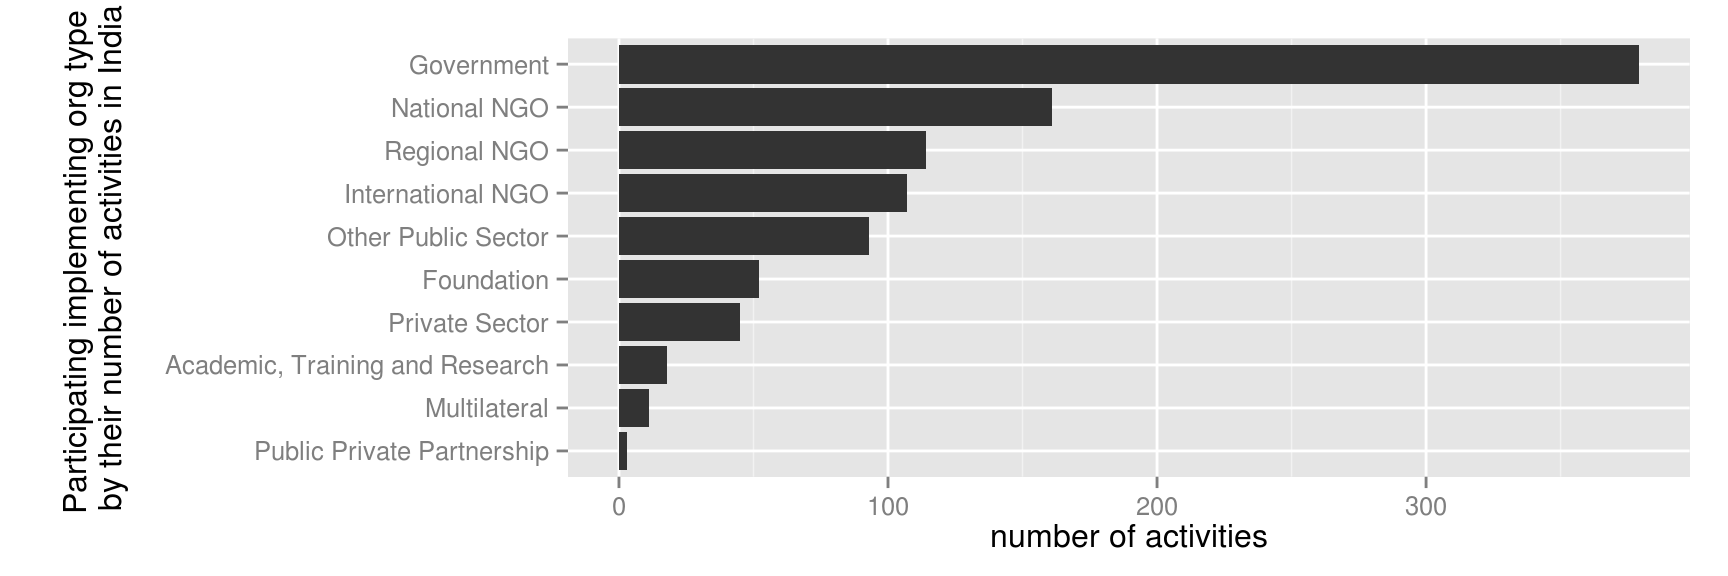 Participating implementing org type
by their number of activities in India
Government
National NGO
Regional NGO
International NGO
Other Public Sector
Foundation
Private Sector
Academic, Training and Research
Multilateral
Public Private Partnership
0 100 200 300
number of activities